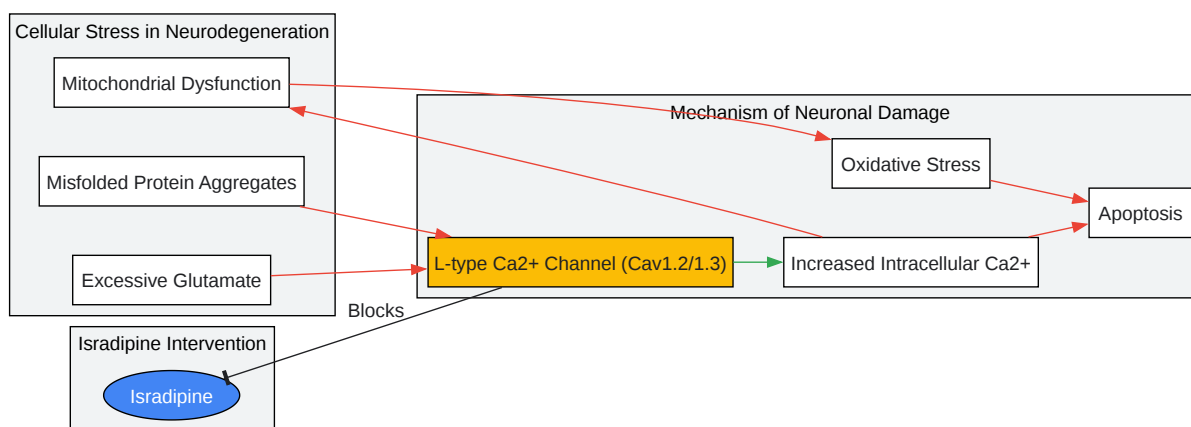 Cellular Stress in Neurodegeneration
Mitochondrial Dysfunction
Misfolded Protein Aggregates
Excessive Glutamate
Mechanism of Neuronal Damage
Oxidative Stress
Apoptosis
L-type Ca2+ Channel (Cav1.2/1.3)
Increased Intracellular Ca2+
Blocks
Isradipine Intervention
Isradipine